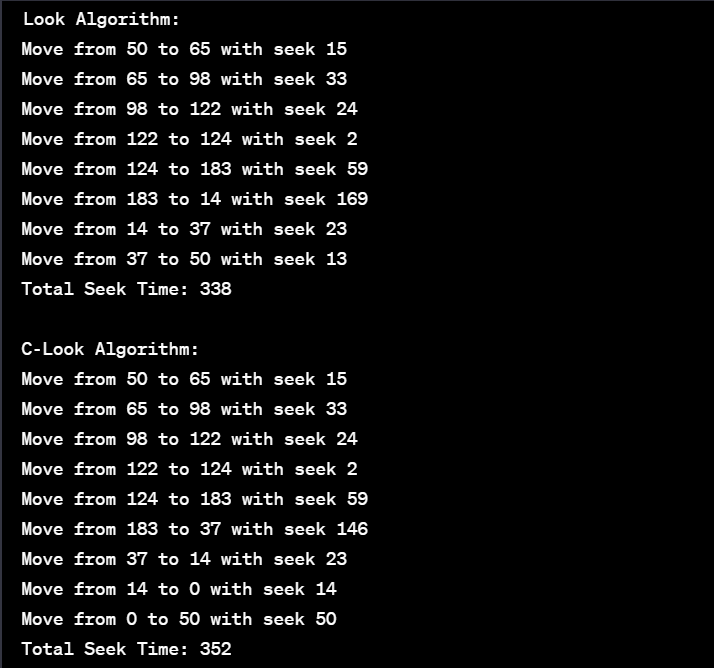 Look Algorithm:
Move from 50 to 65 with seek 15
Move from 65 to 98 with seek 33
Move from 98 to 122 with seek 24
Move from 122 to 124 with seek 2
Move from 124 to 183 with seek 59
Move from 183 to 14 with seek 169
Move from 14 to 37 with seek 23
Move from 37 to 50 with seek 13
Total Seek Time: 338
C-Look Algorithm:
Move from 50 to 65 with seek 15
Move from 65 to 98 with seek 33
Move from 98 to 122 with seek 24
Move from 122 to 124 with seek 2
Move from 124 to 183 with seek 59
Move from 183 to 37 with seek 146
Move from 37 to 14 with seek 23
Move from 14 to 0 with seek 14
Move from 0 to 50 with seek 50
Total Seek Time: 352